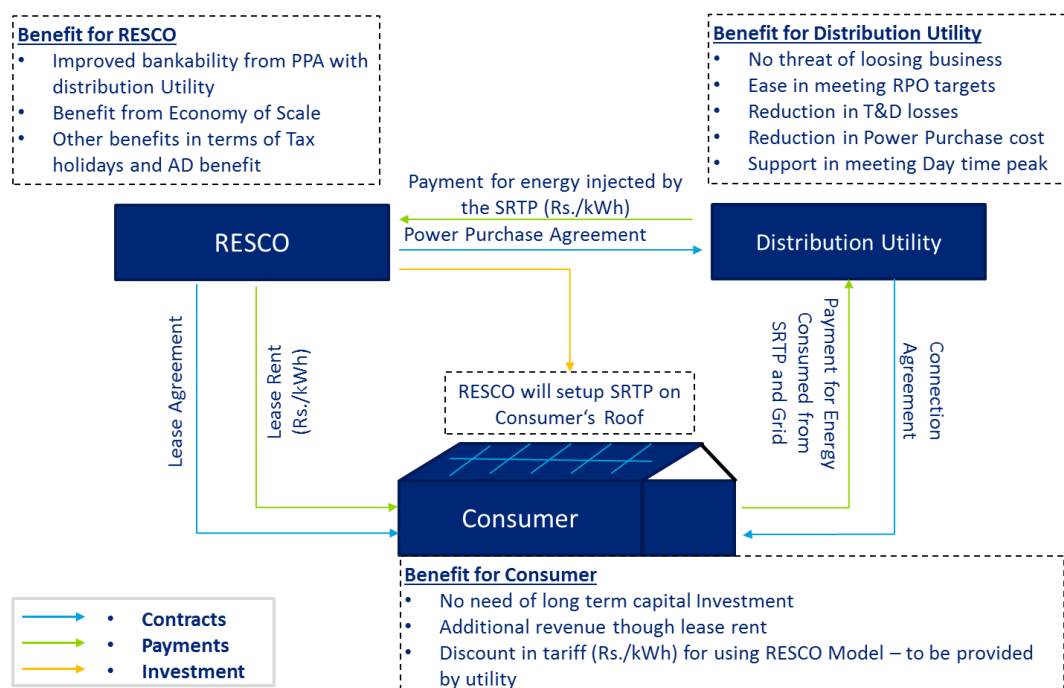 Benefit for RESCO
• Improved bankability from PPA with
distribution Utility
• Benefit from Economy of Scale
• Other benefits in terms of Tax
holidays and AD benefit
Benefit for Distribution Utility
• No threat of loosing business
• Ease in meeting RPO targets
• Reduction in T&D losses
• Reduction in Power Purchase cost
• Support in meeting Day time peak
Payment for energy injected by
the SRTP (Rs./kWh)
Power Purchase Agreement
RESCO
Distribution Utility
Lease Agreement
Lease Rent
(Rs./kWh)
RESCO will setup SRTP on
Consumer‘s Roof
Payment for Energy
Consumed from
SRTP and Grid
Connection
Agreement
Consumer
Benefit for Consumer
• No need of long term capital Investment
• Additional revenue though lease rent
• Discount in tariff (Rs./kWh) for using RESCO Model – to be provided
by utility
• Contracts
• Payments
• Investment